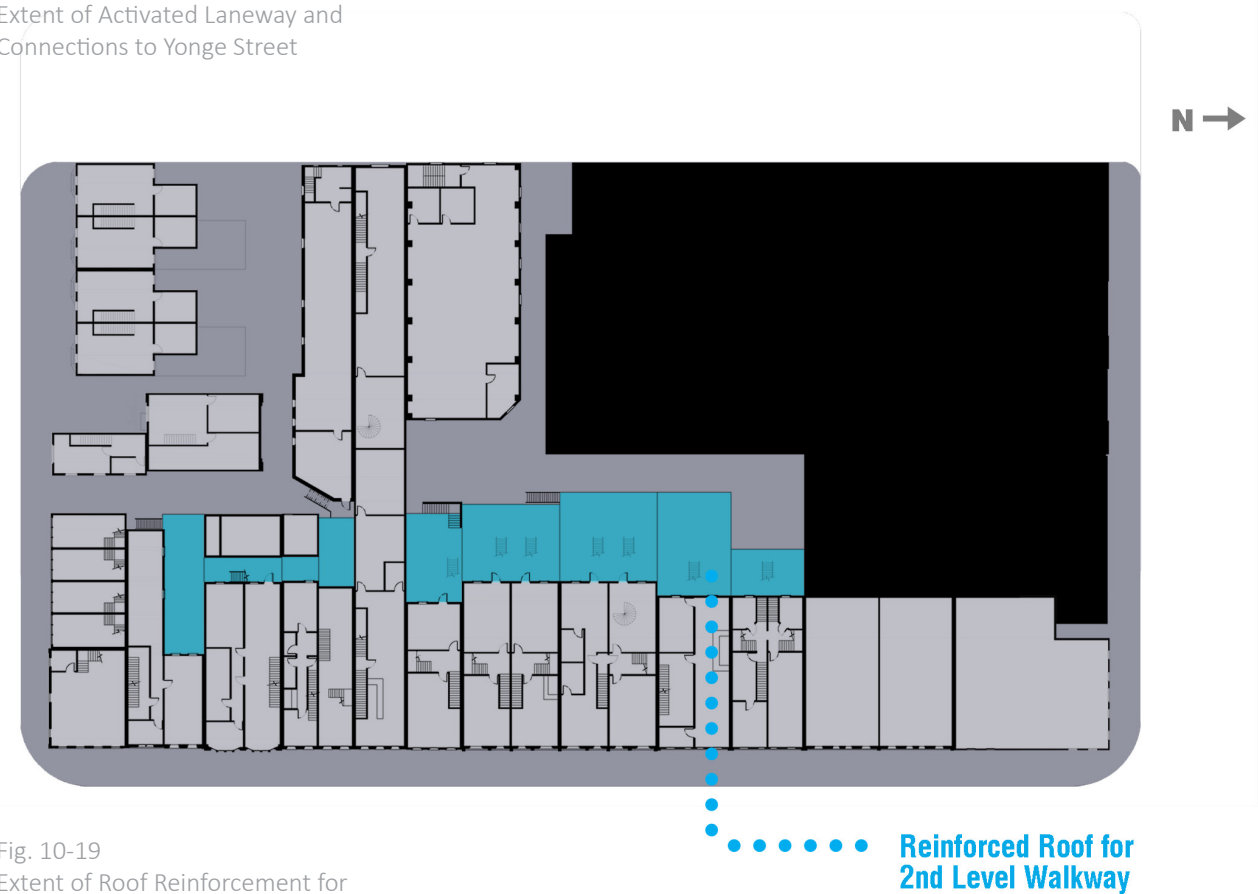 Extent of Activated Laneway and
Connections to Yonge Street
N
Fig. 10-19
Extent of Roof Reinforcement for
Reinforced Roof for
2nd Level Walkway